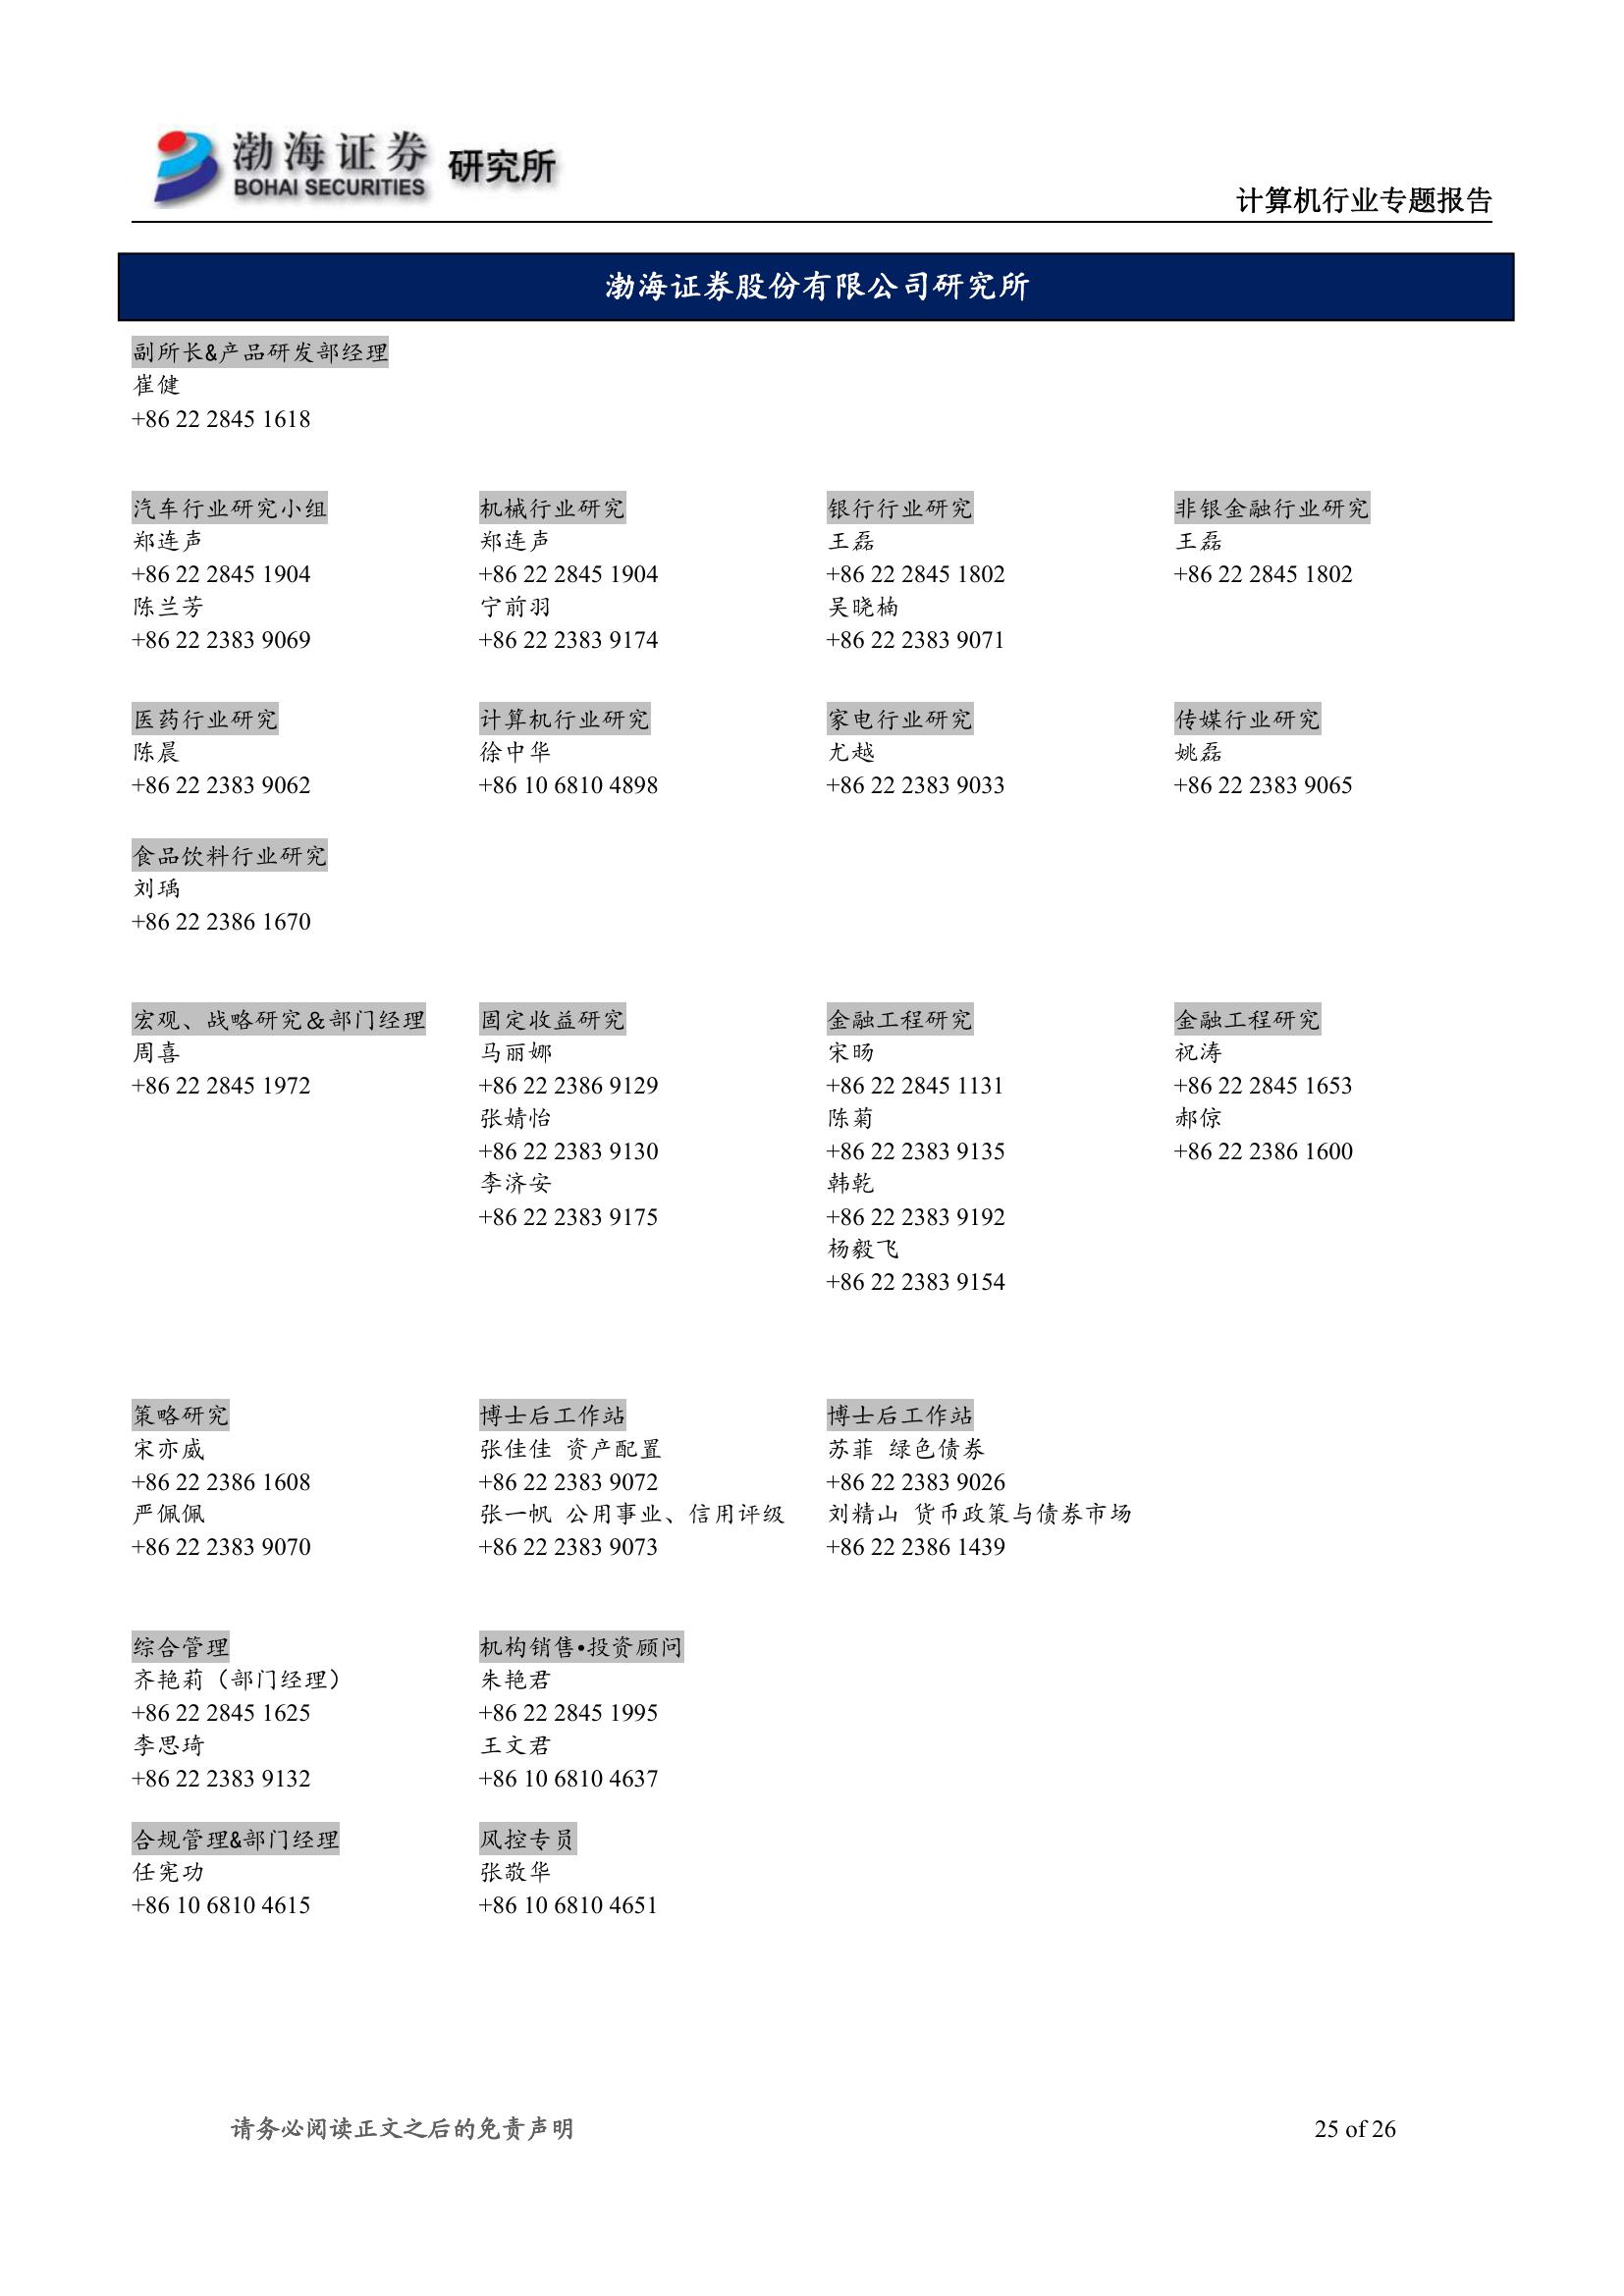 渤海证券 研究所
BOHAI SECURITIES
计算机行业专题报告
渤海证券股份有限公司研究所
副所长&产品研发部经理
崔健
+86 22 2845 1618
汽车行业研究小组
郑连声
+86 22 2845 1904
陈兰芳
+86 22 2383 9069
机械行业研究
郑连声
+86 22 2845 1904
宁前羽
+86 22 2383 9174
银行行业研究
王磊
+86 22 2845 1802
吴晓楠
+86 22 2383 9071
非银金融行业研究
王磊
+86 22 2845 1802
医药行业研究
陈晨
+86 22 2383 9062
计算机行业研究
徐中华
+86 10 6810 4898
家电行业研究
尤越
+86 22 2383 9033
传媒行业研究
姚磊
+86 22 2383 9065
食品饮料行业研究
刘瑀
+86 22 2386 1670
宏观、战略研究＆部门经理
周喜
+86 22 2845 1972
固定收益研究
马丽娜
+86 22 2386 9129
张婧怡
+86 22 2383 9130
李济安
+86 22 2383 9175
金融工程研究
宋旸
+86 22 2845 1131
陈菊
+86 22 2383 9135
韩乾
+86 22 2383 9192
杨毅飞
+86 22 2383 9154
金融工程研究
祝涛
+86 22 2845 1653
郝倞
+86 22 2386 1600
策略研究
宋亦威
+86 22 2386 1608
严佩佩
+86 22 2383 9070
博士后工作站
张佳佳 资产配置
+86 22 2383 9072
张一帆 公用事业、信用评级
+86 22 2383 9073
博士后工作站
苏菲 绿色债券
+86 22 2383 9026
刘精山 货币政策与债券市场
+86 22 2386 1439
综合管理
齐艳莉（部门经理）
+86 22 2845 1625
李思琦
+86 22 2383 9132
机构销售•投资顾问
朱艳君
+86 22 2845 1995
王文君
+86 10 6810 4637
合规管理&部门经理
任宪功
+86 10 6810 4615
风控专员
张敬华
+86 10 6810 4651
请务必阅读正文之后的免责声明
25 of 26